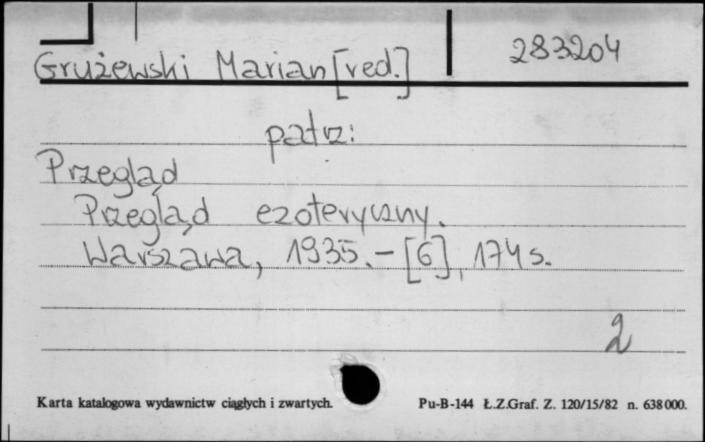 Grużewski Marian [red.]
283204
patrz:
Przegląd
Przegląd ezoteryczny.
Warszawa, 1935. - [6], 174 s.
2
Karta katalogowa wydawnictw ciągłych i zwartych.
Pu-B-144 Ł.Z.Graf. Z. 120/15/82 n. 638000.